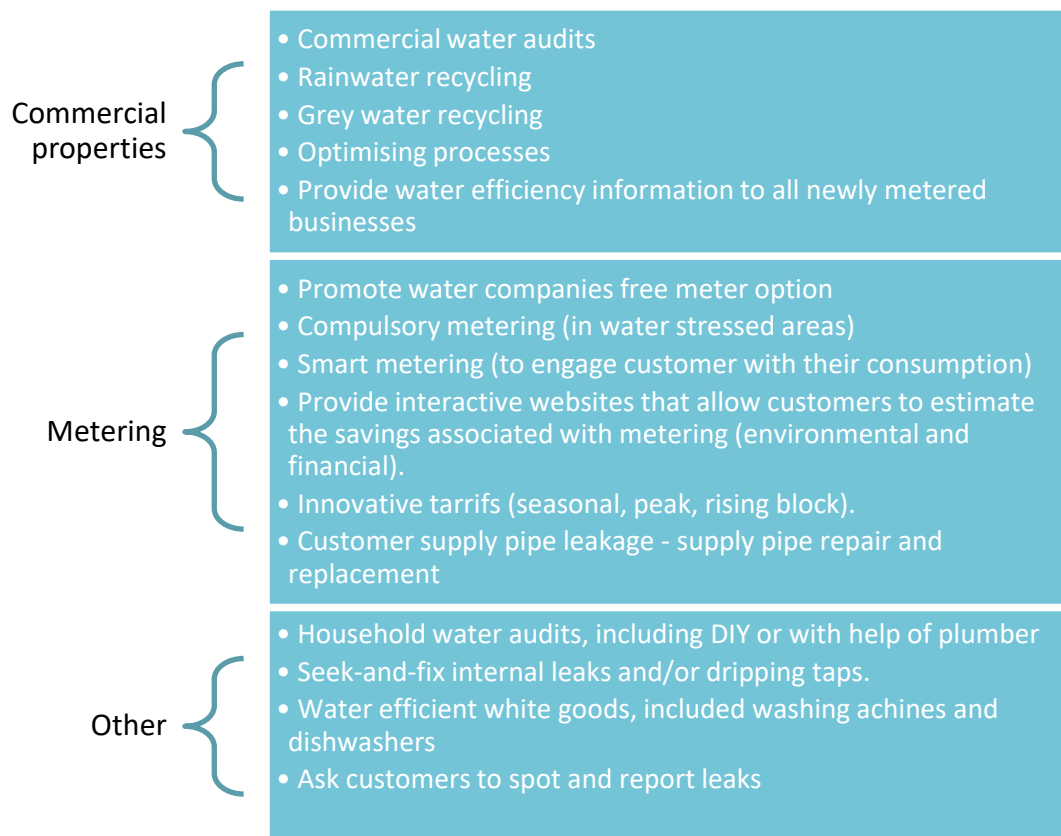 Commercial
properties
• Commercial water audits
• Rainwater recycling
• Grey water recycling
• Optimising processes
• Provide water efficiency information to all newly metered
businesses
Metering
• Promote water companies free meter option
• Compulsory metering (in water stressed areas)
• Smart metering (to engage customer with their consumption)
• Provide interactive websites that allow customers to estimate
the savings associated with metering (environmental and
financial).
• Innovative tarrifs (seasonal, peak, rising block).
• Customer supply pipe leakage - supply pipe repair and
replacement
Other
• Household water audits, including DIY or with help of plumber
• Seek-and-fix internal leaks and/or dripping taps.
• Water efficient white goods, included washing achines and
dishwashers
• Ask customers to spot and report leaks